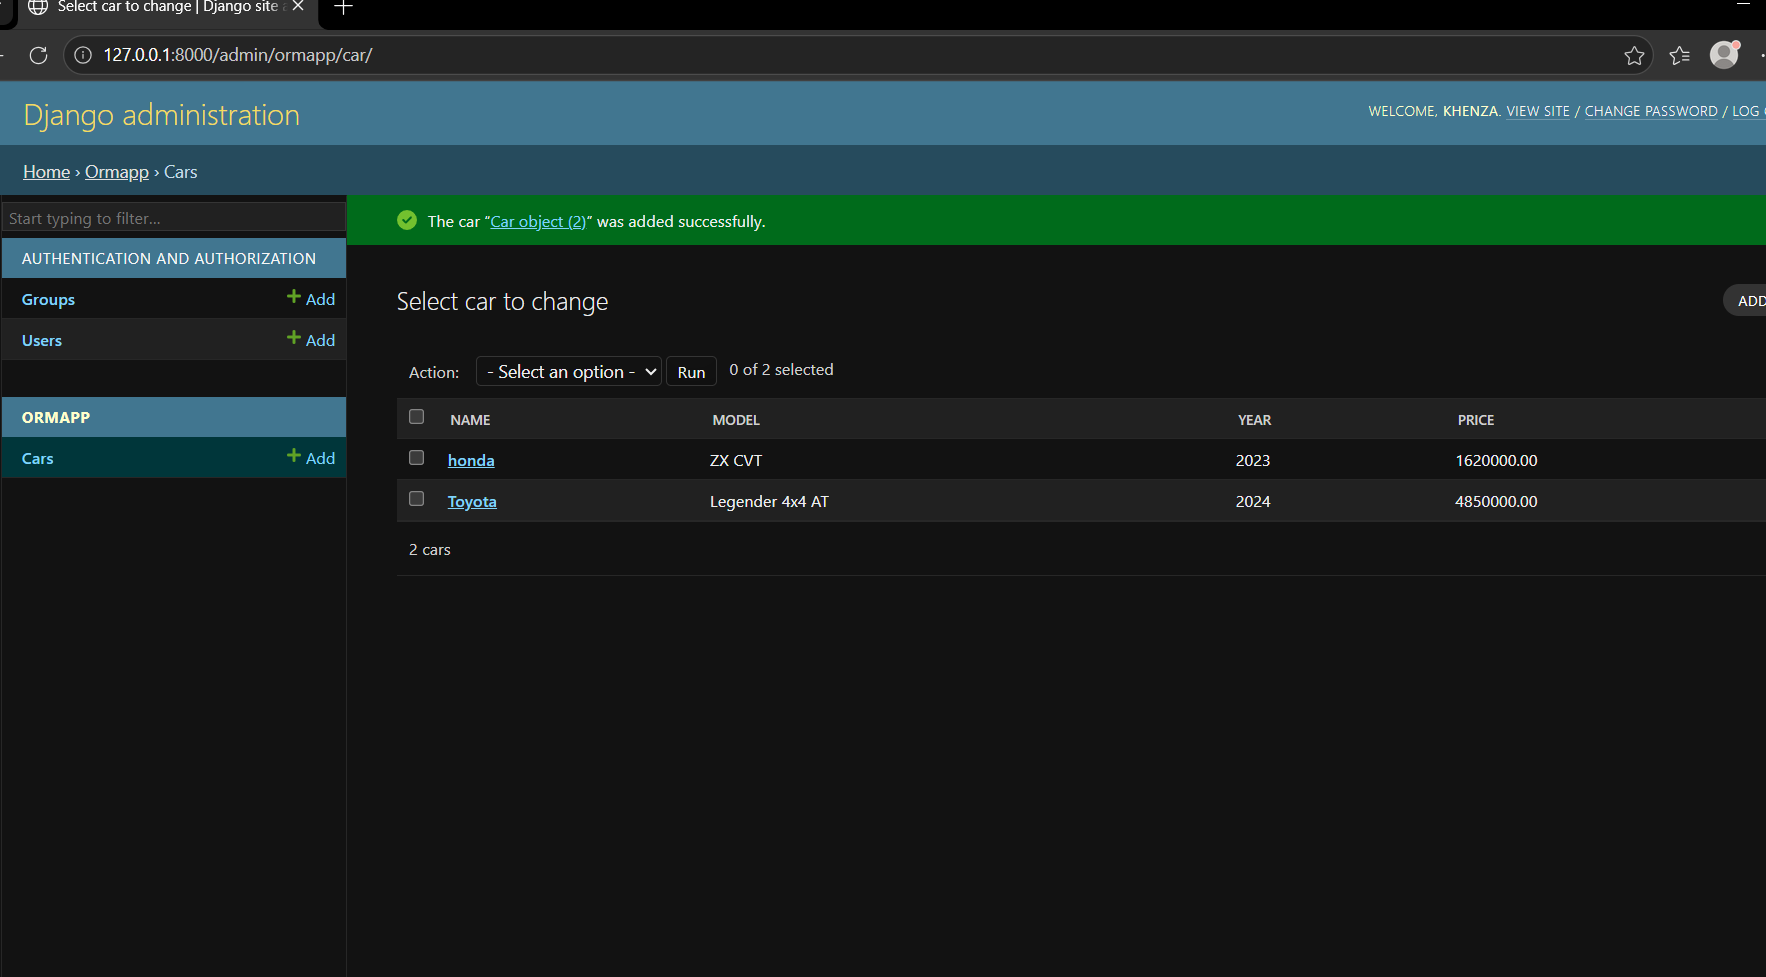 Select car to change | Django site
127.0.0.1:8000/admin/ormapp/car/
Django administration
WELCOME, KHENZA. VIEW SITE / CHANGE PASSWORD / LOG
Home › Ormapp › Cars
Start typing to filter...
The car “Car object (2)” was added successfully.
AUTHENTICATION AND AUTHORIZATION
Groups + Add
Users + Add
ORMAPP
Cars + Add
Select car to change
ADD
Action: - Select an option - Run 0 of 2 selected
NAME MODEL YEAR PRICE
honda ZX CVT 2023 1620000.00
Toyota Legender 4x4 AT 2024 4850000.00
2 cars